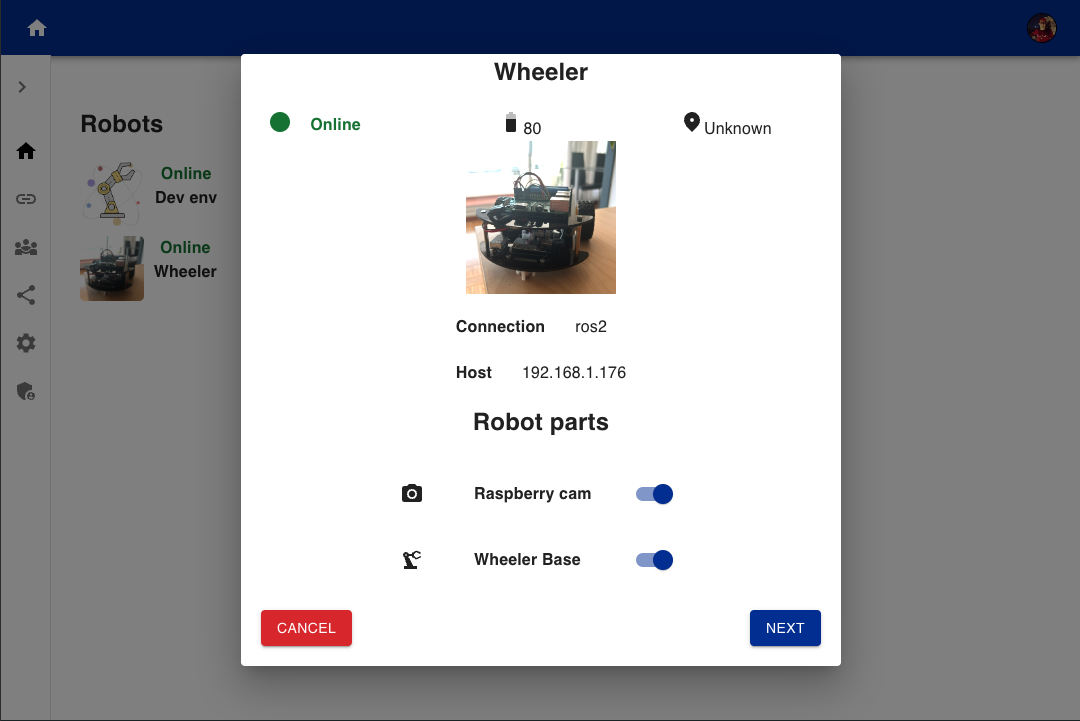 Wheeler
Online
80
Unknown
Robots
Online
Dev env
Online
Wheeler
Connection ros2
Host 192.168.1.176
Robot parts
Raspberry cam
Wheeler Base
CANCEL
NEXT